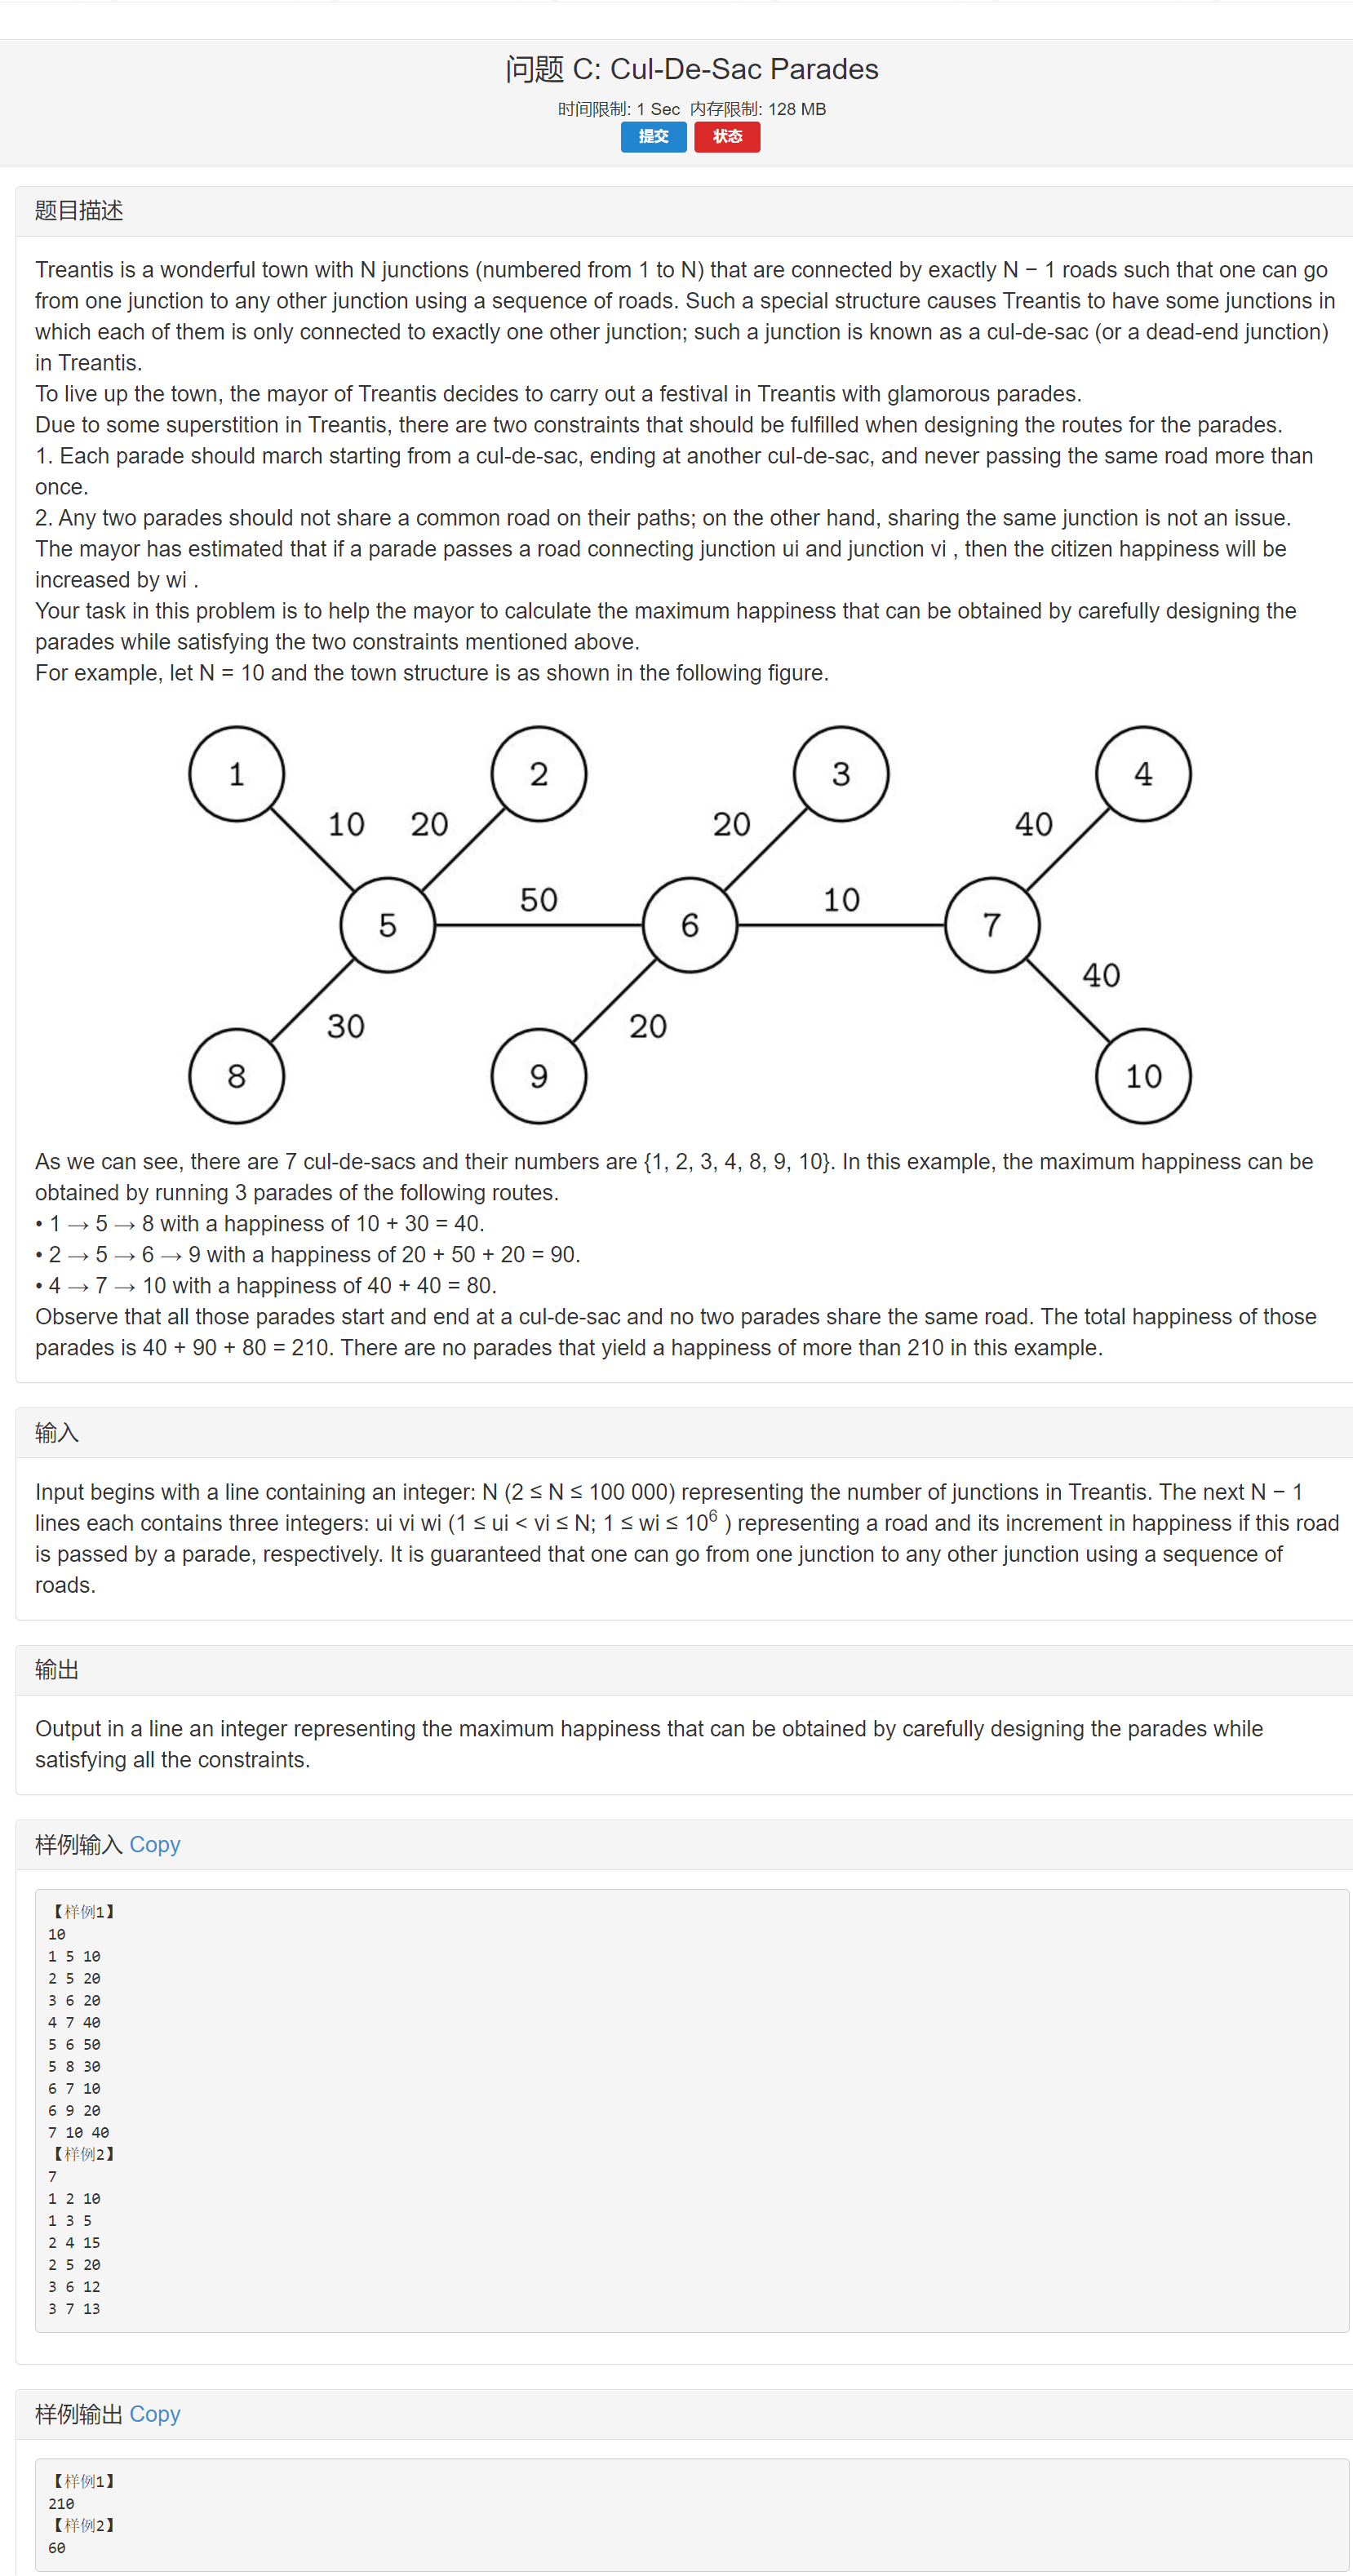 问题 C: Cul-De-Sac Parades
时间限制: 1 Sec 内存限制: 128 MB
提交 状态
题目描述
Treantis is a wonderful town with N junctions (numbered from 1 to N) that are connected by exactly N − 1 roads such that one can go
from one junction to any other junction using a sequence of roads. Such a special structure causes Treantis to have some junctions in
which each of them is only connected to exactly one other junction; such a junction is known as a cul-de-sac (or a dead-end junction)
in Treantis.
To live up the town, the mayor of Treantis decides to carry out a festival in Treantis with glamorous parades.
Due to some superstition in Treantis, there are two constraints that should be fulfilled when designing the routes for the parades.
1. Each parade should march starting from a cul-de-sac, ending at another cul-de-sac, and never passing the same road more than
once.
2. Any two parades should not share a common road on their paths; on the other hand, sharing the same junction is not an issue.
The mayor has estimated that if a parade passes a road connecting junction ui and junction vi , then the citizen happiness will be
increased by wi .
Your task in this problem is to help the mayor to calculate the maximum happiness that can be obtained by carefully designing the
parades while satisfying the two constraints mentioned above.
For example, let N = 10 and the town structure is as shown in the following figure.
1 2 3 4
10 20 20 40
50 10
5 6 7
40
30 20
8 9 10
As we can see, there are 7 cul-de-sacs and their numbers are {1, 2, 3, 4, 8, 9, 10}. In this example, the maximum happiness can be
obtained by running 3 parades of the following routes.
• 1 → 5 → 8 with a happiness of 10 + 30 = 40.
• 2 → 5 → 6 → 9 with a happiness of 20 + 50 + 20 = 90.
• 4 → 7 → 10 with a happiness of 40 + 40 = 80.
Observe that all those parades start and end at a cul-de-sac and no two parades share the same road. The total happiness of those
parades is 40 + 90 + 80 = 210. There are no parades that yield a happiness of more than 210 in this example.
输入
Input begins with a line containing an integer: N (2 ≤ N ≤ 100 000) representing the number of junctions in Treantis. The next N − 1
lines each contains three integers: ui vi wi (1 ≤ ui < vi ≤ N; 1 ≤ wi ≤ 10⁶ ) representing a road and its increment in happiness if this road
is passed by a parade, respectively. It is guaranteed that one can go from one junction to any other junction using a sequence of
roads.
输出
Output in a line an integer representing the maximum happiness that can be obtained by carefully designing the parades while
satisfying all the constraints.
样例输入 Copy
【样例1】
10
1 5 10
2 5 20
3 6 20
4 7 40
5 6 50
5 8 30
6 7 10
6 9 20
7 10 40
【样例2】
7
1 2 10
1 3 5
2 4 15
2 5 20
3 6 12
3 7 13
样例输出 Copy
【样例1】
210
【样例2】
60